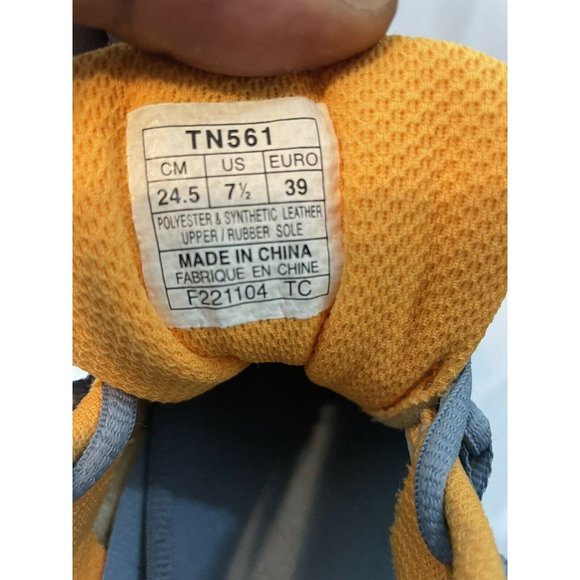 TN561
CM US EURO
24.5 7½ 39
POLYESTER & SYNTHETIC LEATHER
UPPER / RUBBER SOLE
MADE IN CHINA
FABRIQUE EN CHINE
F221104 TC